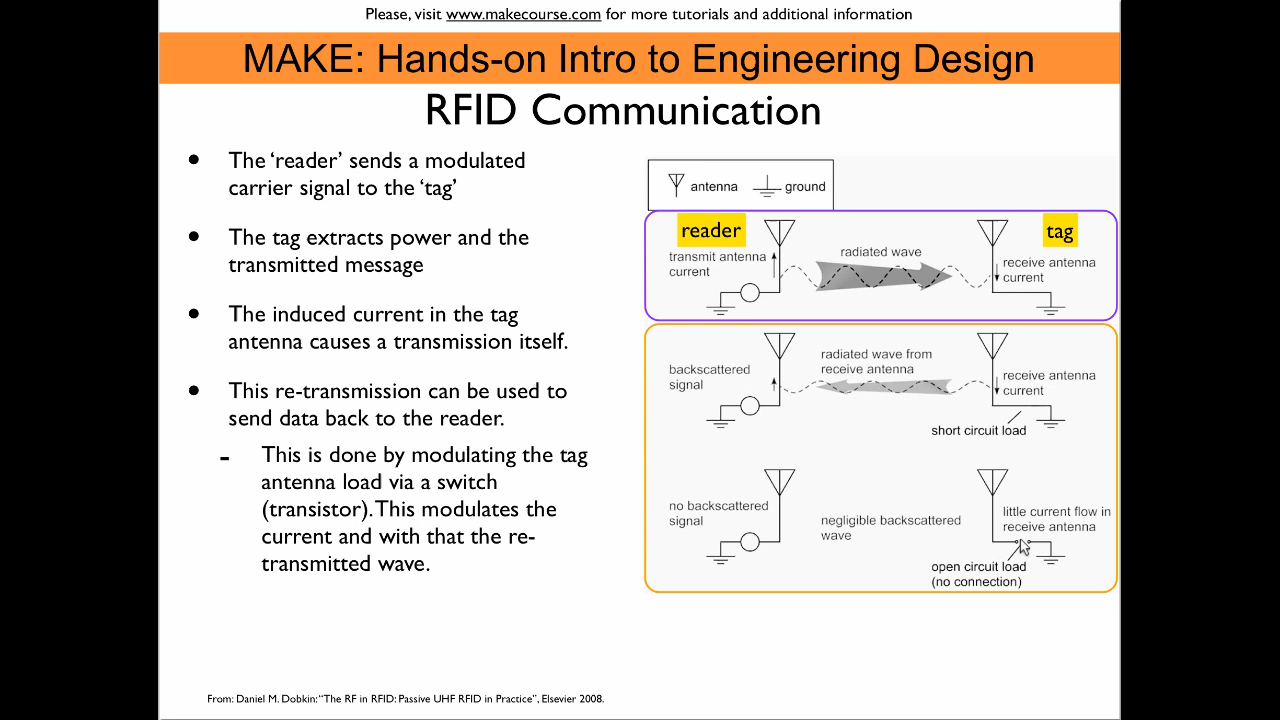 Please, visit www.makecourse.com for more tutorials and additional information
MAKE: Hands-on Intro to Engineering Design
RFID Communication
• The ‘reader’ sends a modulated
carrier signal to the ‘tag’
• The tag extracts power and the
transmitted message
• The induced current in the tag
antenna causes a transmission itself.
• This re-transmission can be used to
send data back to the reader.
- This is done by modulating the tag
antenna load via a switch
(transistor). This modulates the
current and with that the re-
transmitted wave.
antenna ground
reader
tag
transmit antenna
current
radiated wave
receive antenna
current
backscattered
signal
radiated wave from
receive antenna
receive antenna
current
short circuit load
no backscattered
signal
negligible backscattered
wave
little current flow in
receive antenna
open circuit load
(no connection)
From: Daniel M. Dobkin: “The RF in RFID: Passive UHF RFID in Practice”, Elsevier 2008.